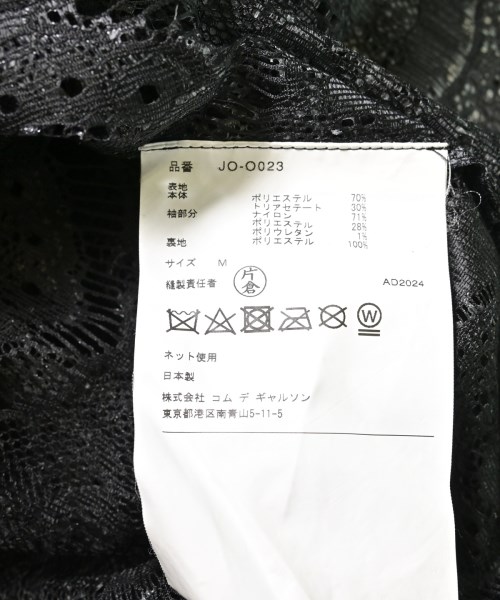 品番 JO-O023
表地
本体 ポリエステル 70%
トリアセテート 30%
袖部分 ナイロン 71%
ポリエステル 28%
ポリウレタン 1%
裏地 ポリエステル 100%
サイズ M
縫製責任者 片倉 AD2024
W
ネット使用
日本製
株式会社 コム デ ギャルソン
東京都港区南青山5-11-5